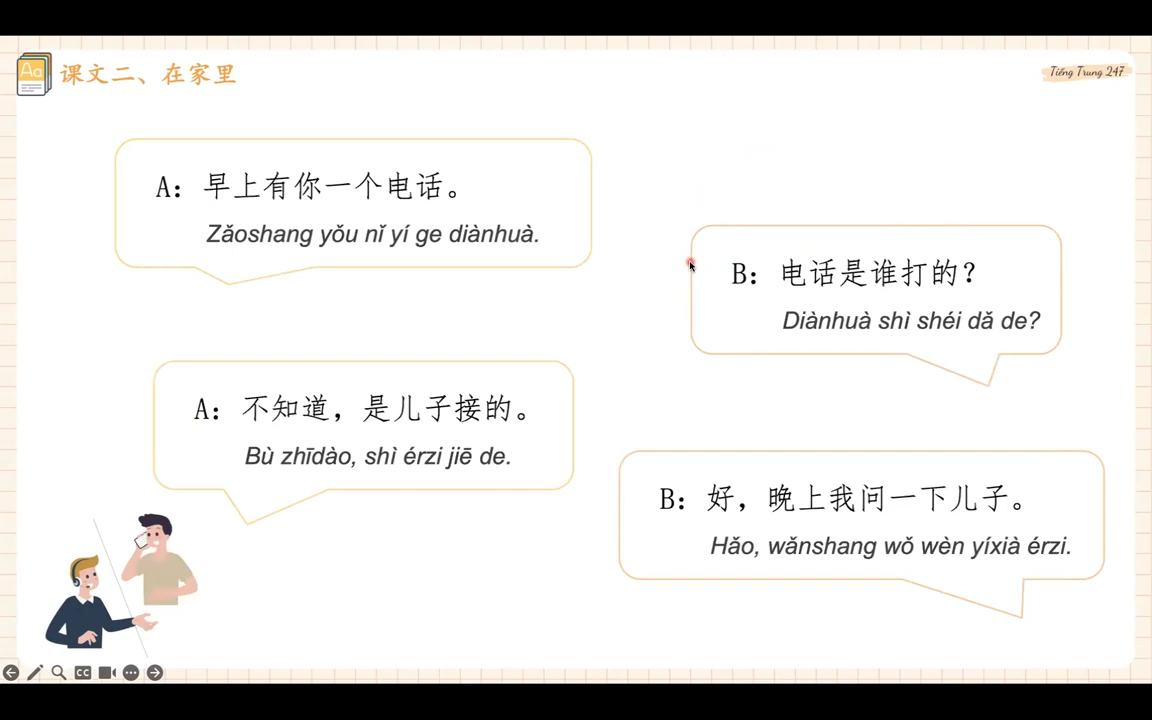 Aa
课文二、在家里
Tiếng Trung 247
A：早上有你一个电话。
Zǎoshang yǒu nǐ yí ge diànhuà.
B：电话是谁打的？
Diànhuà shì shéi dǎ de?
A：不知道，是儿子接的。
Bù zhīdào, shì érzi jiē de.
B：好，晚上我问一下儿子。
Hǎo, wǎnshang wǒ wèn yíxià érzi.
CC